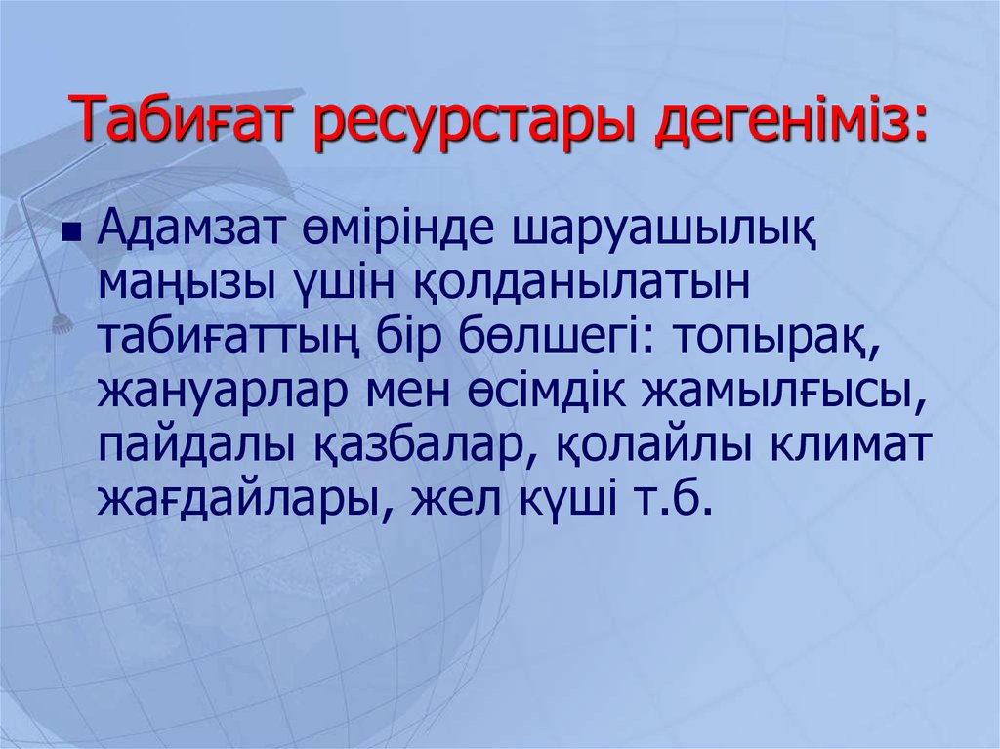 Табиғат ресурстары дегеніміз:
Адамзат өмірінде шаруашылық
маңызы үшін қолданылатын
табиғаттың бір бөлшегі: топырақ,
жануарлар мен өсімдік жамылғысы,
пайдалы қазбалар, қолайлы климат
жағдайлары, жел күші т.б.